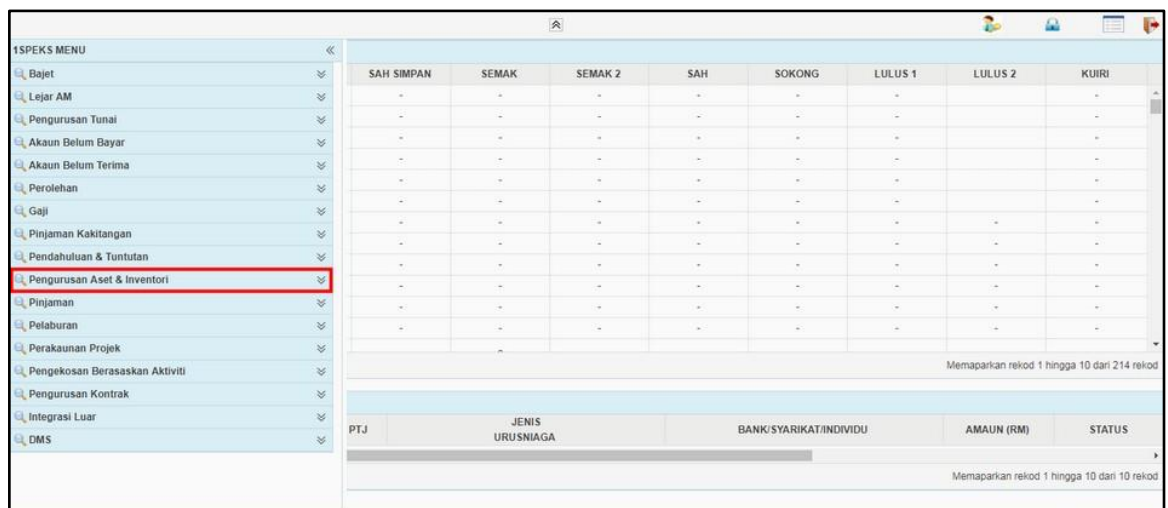 1SPEKS MENU
Bajet
Lejar AM
Pengurusan Tunai
Akaun Belum Bayar
Akaun Belum Terima
Perolehan
Gaji
Pinjaman Kakitangan
Pendahuluan & Tuntutan
Pengurusan Aset & Inventori
Pinjaman
Pelaburan
Perakaunan Projek
Pengekosan Berasaskan Aktiviti
Pengurusan Kontrak
Integrasi Luar
DMS
SAH SIMPAN SEMAK SEMAK 2 SAH SOKONG LULUS 1 LULUS 2 KUIRI
- - - - - - -
- - - - - - -
- - - - - - -
- - - - - - -
- - - - - - -
- - - - - - -
- - - - - - - -
- - - - - - - -
- - - - - - - -
- - - - - - - -
- - - - - - - -
- - - - - - - -
Memaparkan rekod 1 hingga 10 dari 214 rekod
PTJ JENIS URUSNIAGA BANK/SYARIKAT/INDIVIDU AMAUN (RM) STATUS
Memaparkan rekod 1 hingga 10 dari 10 rekod